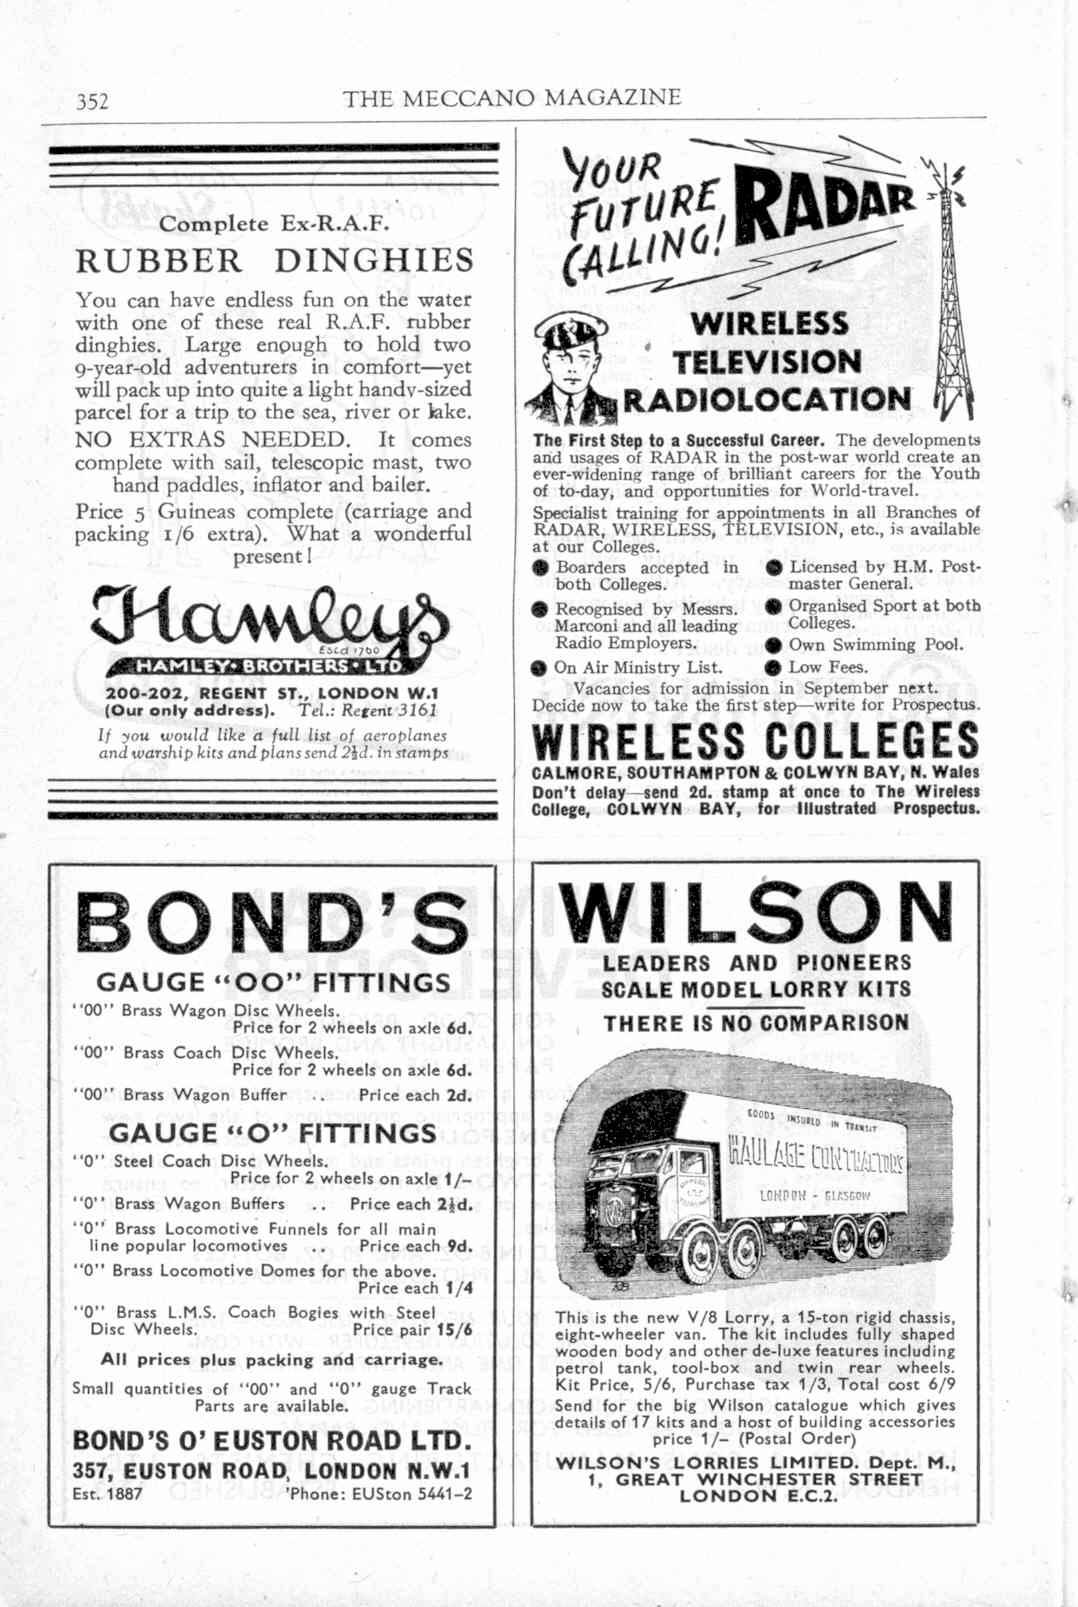 352
THE MECCANO MAGAZINE
Complete Ex-R.A.F.
RUBBER DINGHIES
You can have endless fun on the water
with one of these real R.A.F. rubber
dinghies. Large enough to hold two
9-year-old adventurers in comfort—yet
will pack up into quite a light handy-sized
parcel for a trip to the sea, river or lake.
NO EXTRAS NEEDED. It comes
complete with sail, telescopic mast, two
hand paddles, inflator and bailer.
Price 5 Guineas complete (carriage and
packing 1/6 extra). What a wonderful
present!
Hamleys
Estd 1760
HAMLEY • BROTHERS • LTD.
200-202, REGENT ST., LONDON W.1
(Our only address). Tel.: Regent 3161
If you would like a full list of aeroplanes
and warship kits and plans send 2½d. in stamps
YOUR
FUTURE
CALLING!
RADAR
WIRELESS
TELEVISION
RADIOLOCATION
The First Step to a Successful Career. The developments
and usages of RADAR in the post-war world create an
ever-widening range of brilliant careers for the Youth
of to-day, and opportunities for World-travel.
Specialist training for appointments in all Branches of
RADAR, WIRELESS, TELEVISION, etc., is available
at our Colleges.
● Boarders accepted in
both Colleges.
● Recognised by Messrs.
Marconi and all leading
Radio Employers.
● On Air Ministry List.
● Licensed by H.M. Post-
master General.
● Organised Sport at both
Colleges.
● Own Swimming Pool.
● Low Fees.
Vacancies for admission in September next.
Decide now to take the first step—write for Prospectus.
WIRELESS COLLEGES
CALMORE, SOUTHAMPTON & COLWYN BAY, N. Wales
Don't delay—send 2d. stamp at once to The Wireless
College, COLWYN BAY, for Illustrated Prospectus.
BOND'S
GAUGE "OO" FITTINGS
"00" Brass Wagon Disc Wheels.
Price for 2 wheels on axle 6d.
"00" Brass Coach Disc Wheels.
Price for 2 wheels on axle 6d.
"00" Brass Wagon Buffer .. Price each 2d.
GAUGE "O" FITTINGS
"0" Steel Coach Disc Wheels.
Price for 2 wheels on axle 1/–
"0" Brass Wagon Buffers .. Price each 2½d.
"0" Brass Locomotive Funnels for all main
line popular locomotives .. Price each 9d.
"0" Brass Locomotive Domes for the above.
Price each 1/4
"0" Brass L.M.S. Coach Bogies with Steel
Disc Wheels. Price pair 15/6
All prices plus packing and carriage.
Small quantities of "00" and "0" gauge Track
Parts are available.
BOND'S O' EUSTON ROAD LTD.
357, EUSTON ROAD, LONDON N.W.1
Est. 1887 'Phone: EUSton 5441–2
WILSON
LEADERS AND PIONEERS
SCALE MODEL LORRY KITS
THERE IS NO COMPARISON
GOODS INSURED IN TRANSIT
HAULAGE CONTRACTORS
LONDON - GLASGOW
This is the new V/8 Lorry, a 15-ton rigid chassis,
eight-wheeler van. The kit includes fully shaped
wooden body and other de-luxe features including
petrol tank, tool-box and twin rear wheels.
Kit Price, 5/6, Purchase tax 1/3, Total cost 6/9
Send for the big Wilson catalogue which gives
details of 17 kits and a host of building accessories
price 1/– (Postal Order)
WILSON'S LORRIES LIMITED. Dept. M.,
1, GREAT WINCHESTER STREET
LONDON E.C.2.